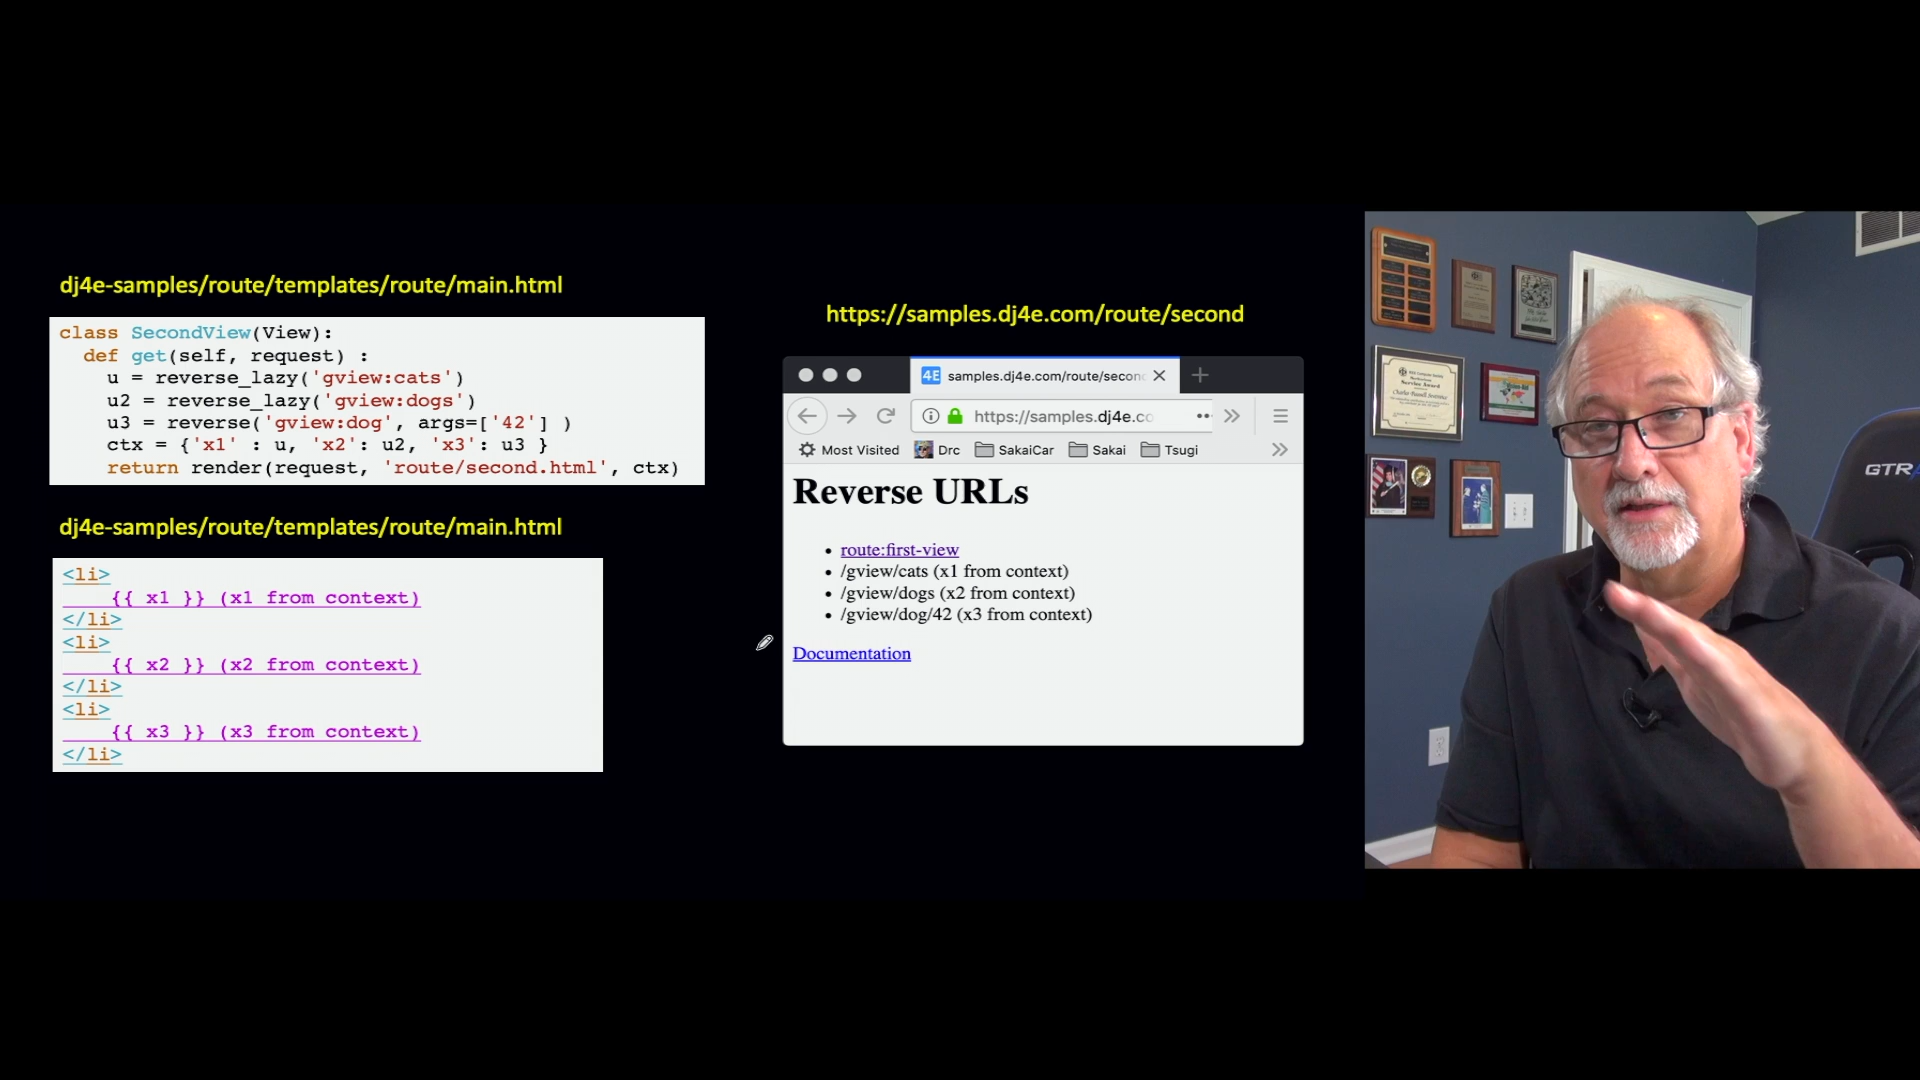 dj4e-samples/route/templates/route/main.html
class SecondView(View):
def get(self, request) :
u = reverse_lazy('gview:cats')
u2 = reverse_lazy('gview:dogs')
u3 = reverse('gview:dog', args=['42'] )
ctx = {'x1' : u, 'x2': u2, 'x3': u3 }
return render(request, 'route/second.html', ctx)
dj4e-samples/route/templates/route/main.html
<li>
{{ x1 }} (x1 from context)
</li>
<li>
{{ x2 }} (x2 from context)
</li>
<li>
{{ x3 }} (x3 from context)
</li>
https://samples.dj4e.com/route/second
4E samples.dj4e.com/route/secon
https://samples.dj4e.co
Most Visited Drc SakaiCar Sakai Tsugi
Reverse URLs
• route:first-view
• /gview/cats (x1 from context)
• /gview/dogs (x2 from context)
• /gview/dog/42 (x3 from context)
Documentation
Service Award
GTR